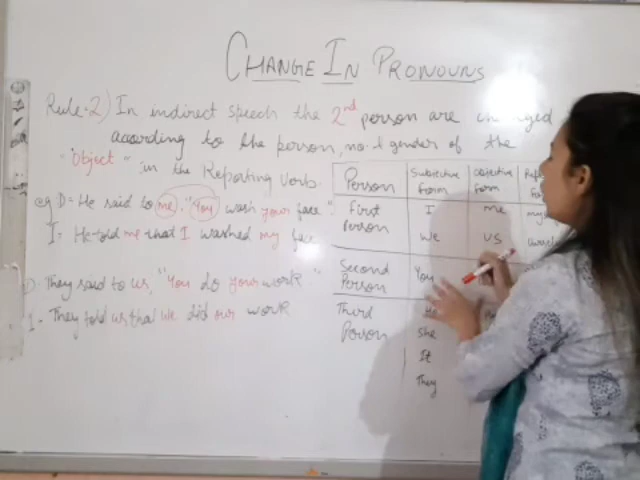 CHANGE IN PRONOUNS
Rule-2) In indirect speech the 2nd person are changed
according to the person, no. & gender of the
"Object" in the Reporting Verb.
eg D= He said to me, "You wash your face".
I= He told me that I washed my face
D- They said to us, "You do your work"
I- They told us that we did our work
Person Subjective form Objective form
First Person I me
We us
Second Person You
Third Person He
She
It
They